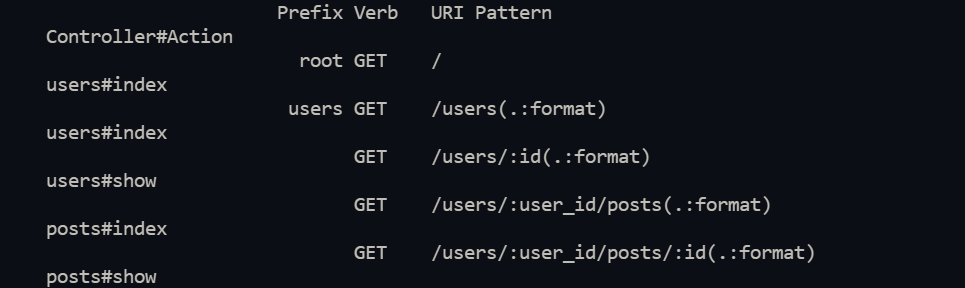 Prefix Verb URI Pattern
Controller#Action
root GET /
users#index
users GET /users(.:format)
users#index
GET /users/:id(.:format)
users#show
GET /users/:user_id/posts(.:format)
posts#index
GET /users/:user_id/posts/:id(.:format)
posts#show